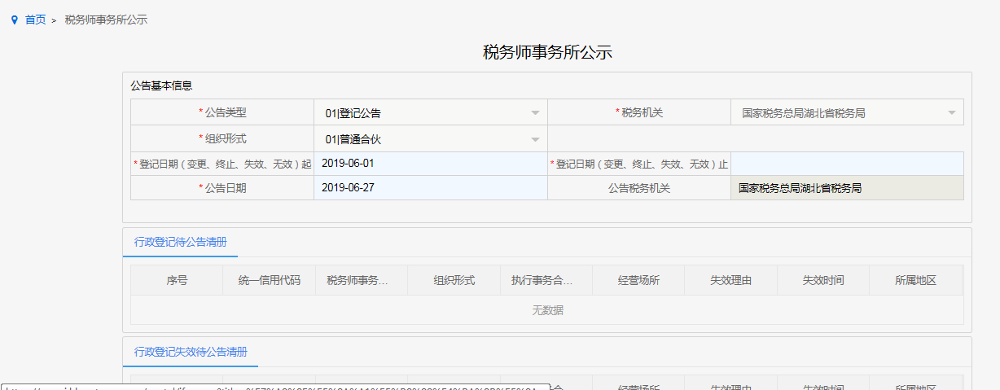 首页 > 税务师事务所公示
税务师事务所公示
公告基本信息
* 公告类型 01|登记公告 * 税务机关 国家税务总局湖北省税务局
* 组织形式 01|普通合伙
* 登记日期（变更、终止、失效、无效）起 2019-06-01 * 登记日期（变更、终止、失效、无效）止
* 公告日期 2019-06-27 公告税务机关 国家税务总局湖北省税务局
行政登记待公告清册
序号 统一信用代码 税务师事务... 组织形式 执行事务合... 经营场所 失效理由 失效时间 所属地区
无数据
行政登记失效待公告清册
经营场所 失效理由 失效时间 所属地区